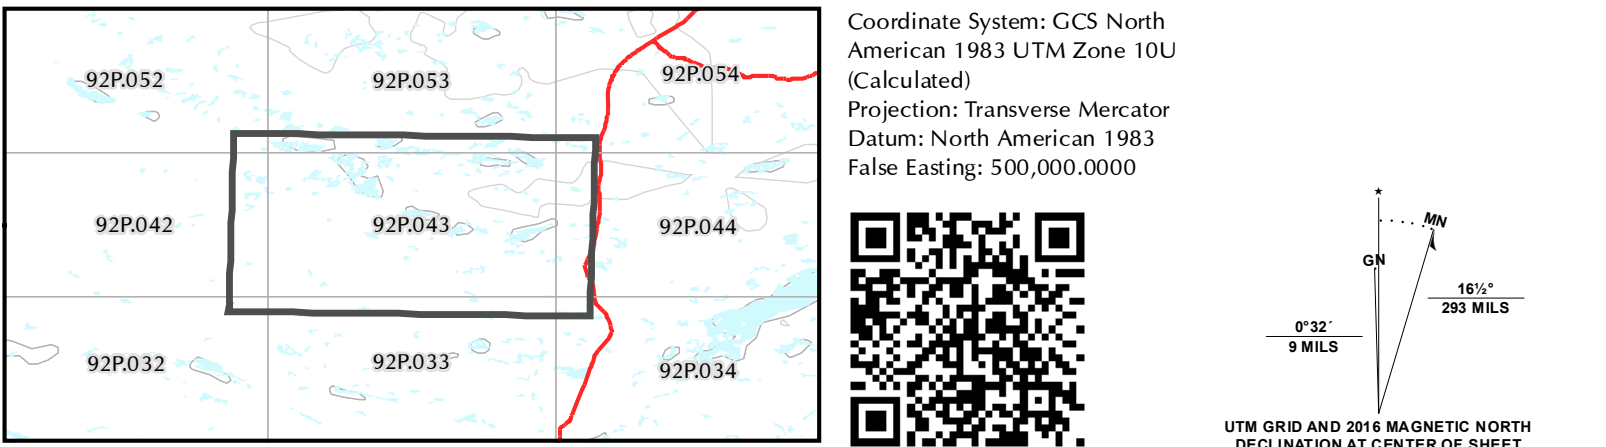 92P.052
92P.053
92P.054
92P.042
92P.043
92P.044
92P.032
92P.033
92P.034
Coordinate System: GCS North
American 1983 UTM Zone 10U
(Calculated)
Projection: Transverse Mercator
Datum: North American 1983
False Easting: 500,000.0000
MN
GN
16½°
293 MILS
0°32´
9 MILS
UTM GRID AND 2016 MAGNETIC NORTH
DECLINATION AT CENTER OF SHEET